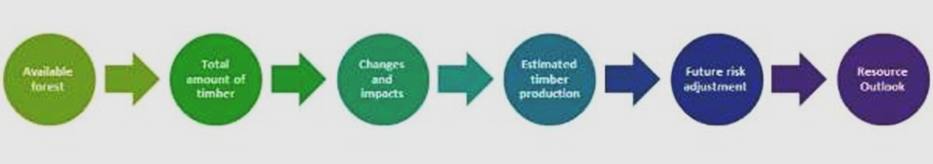 Available
forest
Total
amount of
timber
Changes
and
impacts
Estimated
timber
production
Future risk
adjustment
Resource
Outlook